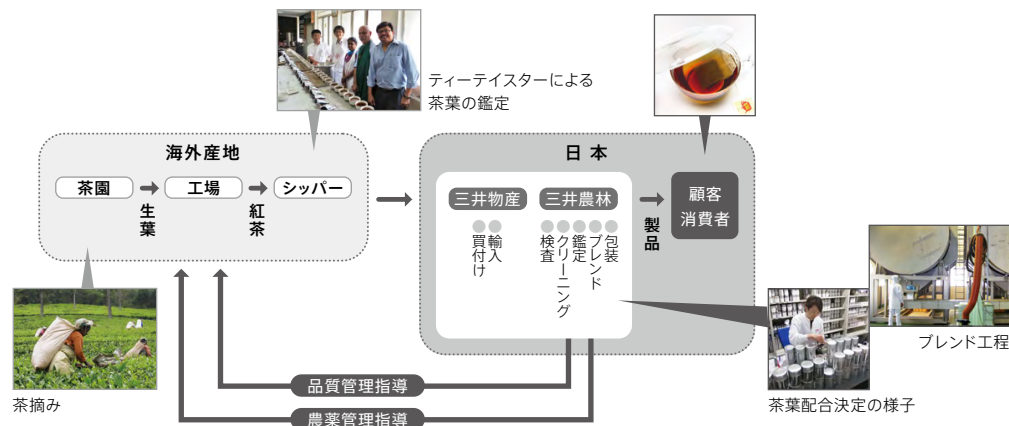 ティーテイスターによる
茶葉の鑑定
海外産地
茶園
生葉
工場
紅茶
シッパー
日本
三井物産
買付け
輸入
三井農林
検査
クリーニング
鑑定
ブレンド
包装
製品
顧客
消費者
茶摘み
品質管理指導
農薬管理指導
ブレンド工程
茶葉配合決定の様子